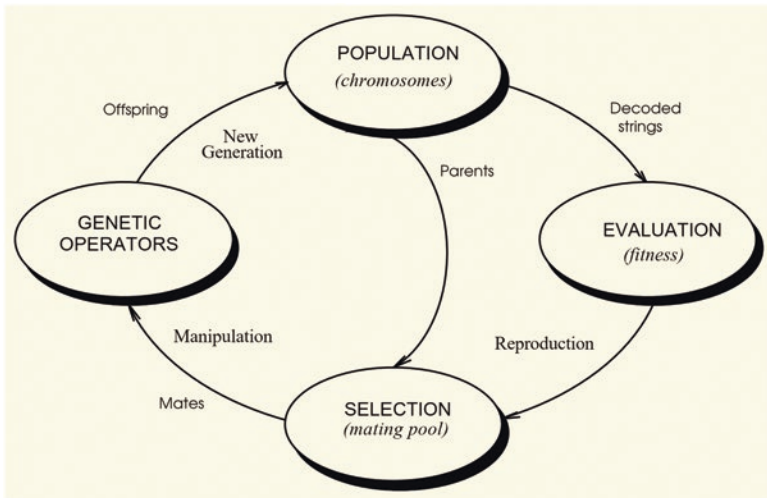 POPULATION
(chromosomes)
Offspring
Decoded
strings
New
Generation
Parents
GENETIC
OPERATORS
EVALUATION
(fitness)
Manipulation
Reproduction
Mates
SELECTION
(mating pool)